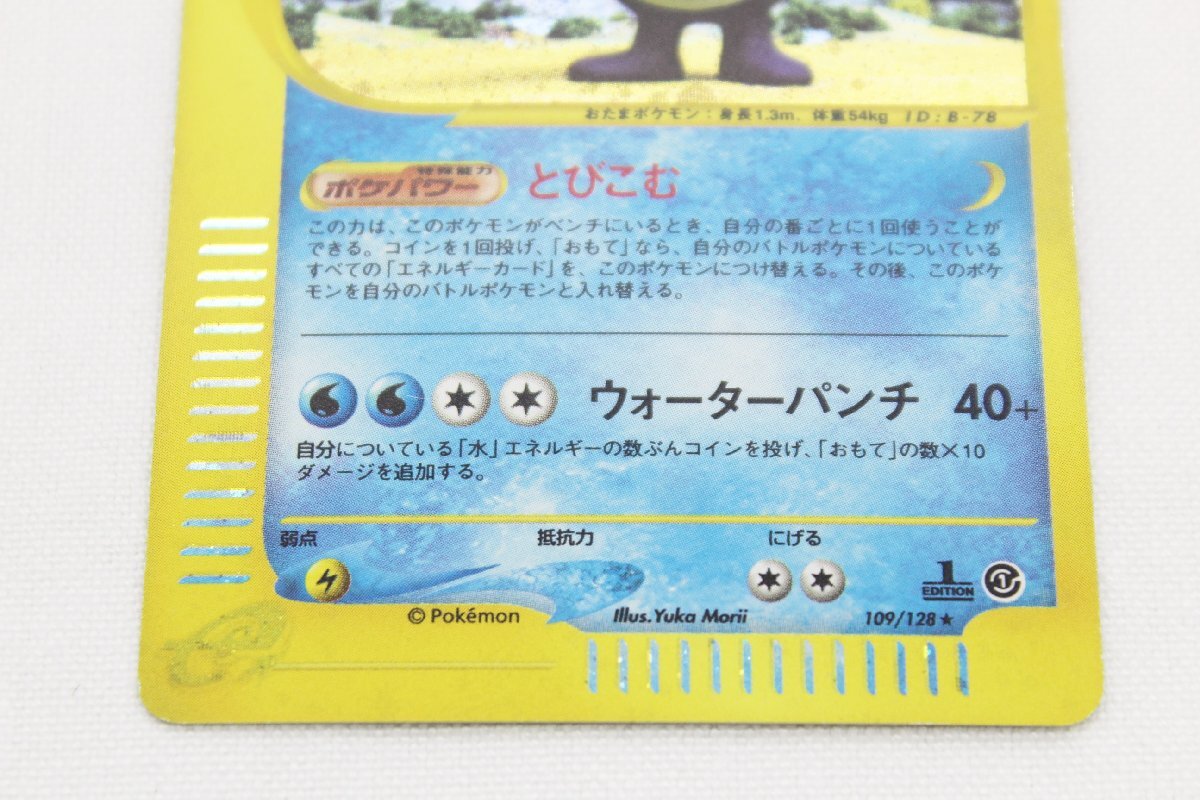 おたまポケモン：身長1.3m、体重54kg ID：B-78
特殊能力
ポケパワー とびこむ
この力は、このポケモンがベンチにいるとき、自分の番ごとに1回使うことが
できる。コインを1回投げ、「おもて」なら、自分のバトルポケモンについている
すべての「エネルギーカード」を、このポケモンにつけ替える。その後、このポケ
モンを自分のバトルポケモンと入れ替える。
ウォーターパンチ 40+
自分についている「水」エネルギーの数ぶんコインを投げ、「おもて」の数×10
ダメージを追加する。
弱点 抵抗力 にげる
1 EDITION
© Pokémon Illus. Yuka Morii 109/128 ★